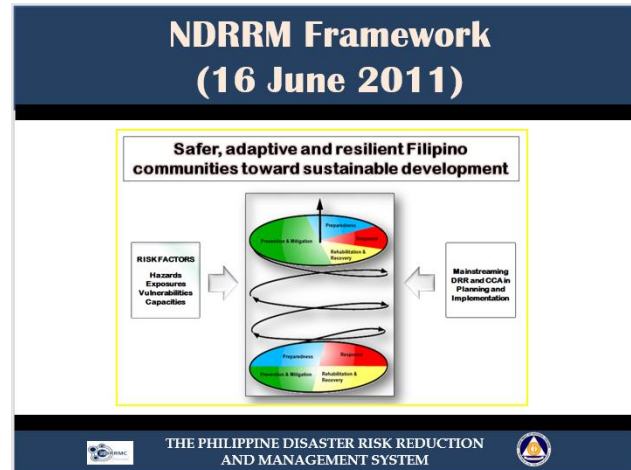 NDRRM Framework
(16 June 2011)
Safer, adaptive and resilient Filipino
communities toward sustainable development
Preparedness
Prevention & Mitigation
Response
Rehabilitation &
Recovery
RISK FACTORS
Hazards
Exposures
Vulnerabilities
Capacities
Mainstreaming
DRR and CCA in
Planning and
Implementation
Preparedness
Response
Prevention & Mitigation
Rehabilitation &
Recovery
THE PHILIPPINE DISASTER RISK REDUCTION
AND MANAGEMENT SYSTEM